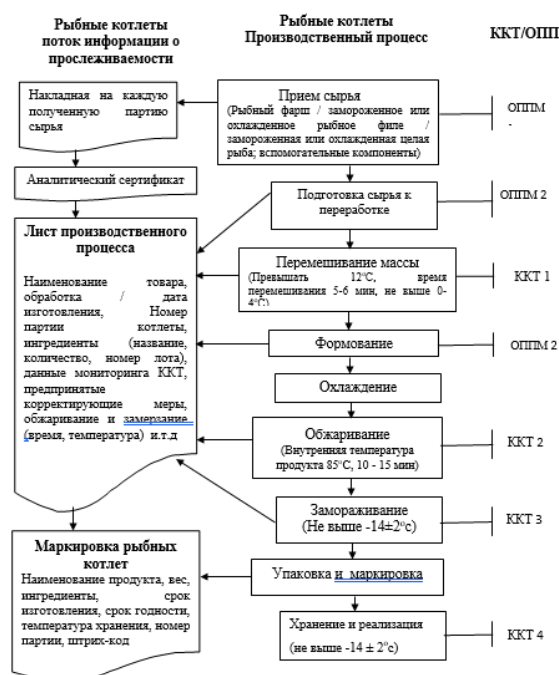 Рыбные котлеты
поток информации о
прослеживаемости
Рыбные котлеты
Производственный процесс
ККТ/ОПП
Накладная на каждую
полученную партию
сырья
Аналитический сертификат
Лист производственного
процесса
Наименование товара,
обработка / дата
изготовления, Номер
партии котлеты,
ингредиенты (название,
количество, номер лота),
данные мониторинга ККТ,
предпринятые
корректирующие меры,
обжаривание и замерзание
(время, температура) и.т.д
Маркировка рыбных
котлет
Наименование продукта, вес,
ингредиенты, срок
изготовления, срок годности,
температура хранения, номер
партии, штрих-код
Прием сырья
(Рыбный фарш / замороженное или
охлажденное рыбное филе /
замороженная или охлажденная целая
рыба; вспомогательные компоненты)
Подготовка сырья к
переработке
Перемешивание массы
(Превышать 12°С, время
перемешивания 5-6 мин, не выше 0-
4°С)
Формование
Охлаждение
Обжаривание
(Внутренняя температура
продукта 85°С, 10 - 15 мин)
Замораживание
(Не выше -14±2°с)
Упаковка и маркировка
Хранение и реализация
(не выше -14 ± 2°с)
ОППМ
ОППМ 2
ККТ 1
ОППМ 2
ККТ 2
ККТ 3
ККТ 4